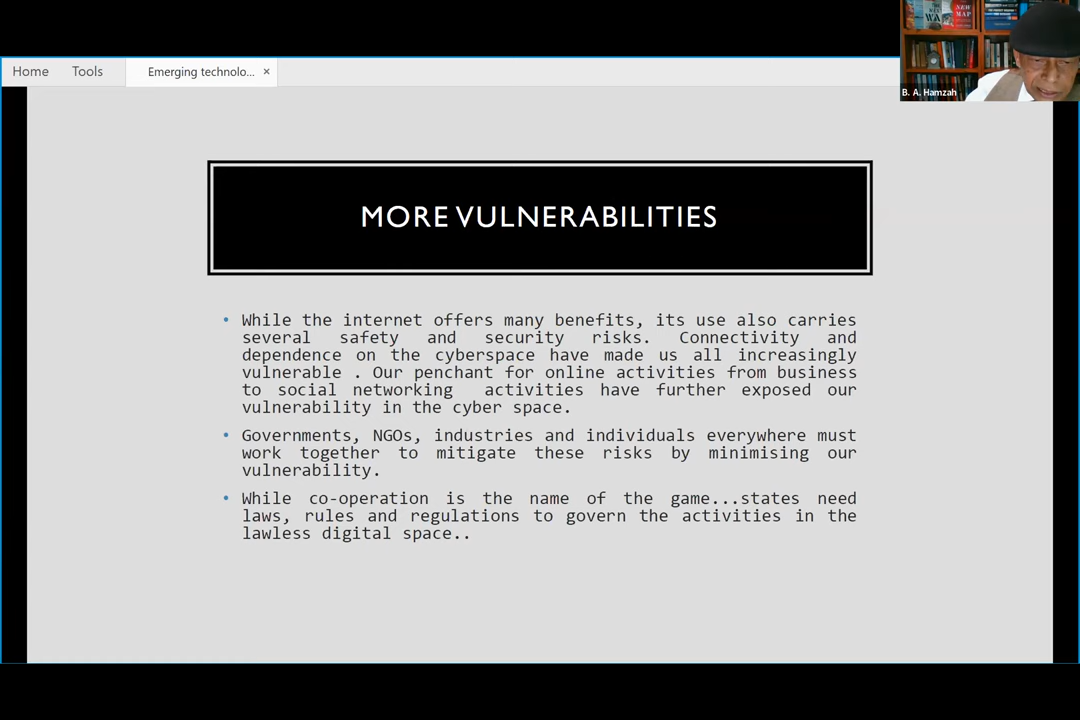 Home Tools Emerging technolo... ×
NEW MAP
B. A. Hamzah
MORE VULNERABILITIES
• While the internet offers many benefits, its use also carries
several safety and security risks. Connectivity and
dependence on the cyberspace have made us all increasingly
vulnerable . Our penchant for online activities from business
to social networking activities have further exposed our
vulnerability in the cyber space.
• Governments, NGOs, industries and individuals everywhere must
work together to mitigate these risks by minimising our
vulnerability.
• While co-operation is the name of the game...states need
laws, rules and regulations to govern the activities in the
lawless digital space..